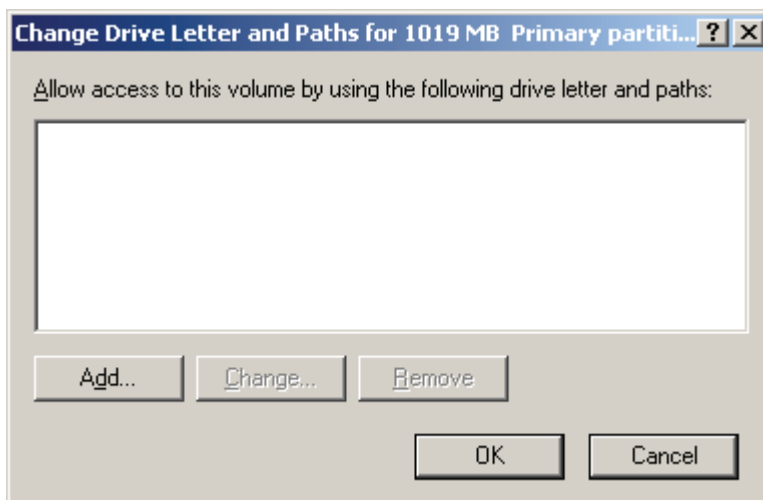 Change Drive Letter and Paths for 1019 MB Primary partiti...
Allow access to this volume by using the following drive letter and paths:
Add...
Change...
Remove
OK
Cancel